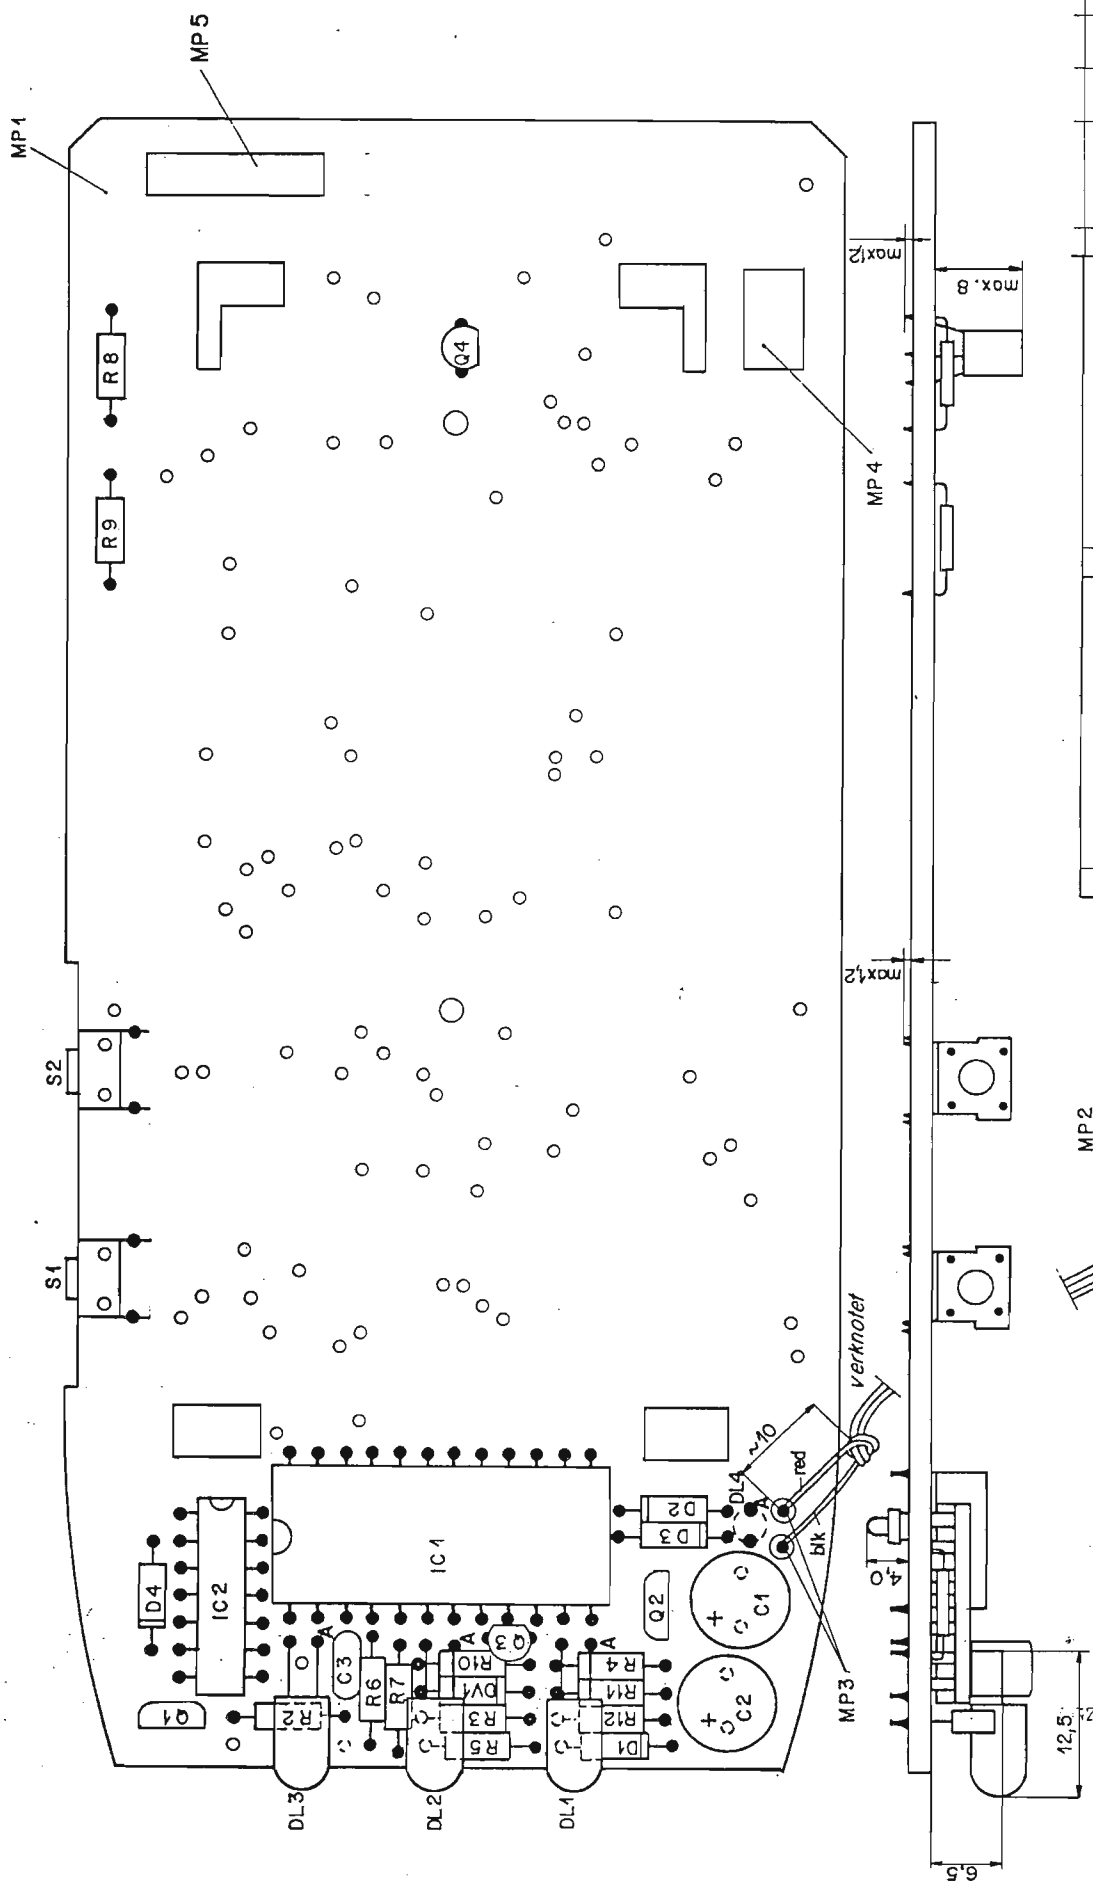 MP1
MP5
R8
R9
Q4
MP4
max1,2
max. 8
S2
S1
max1,2
MP2
verknotet
~10
red
blk
DL4
A
D2
D3
IC1
IC2
D4
Q1
A
C3
R2
R6
R7
A
Q3
R10
DV1
R3
R5
A
R4
R11
R12
D1
Q2
+
C1
+
C2
MP3
DL3
DL2
DL1
4,0
12,5
6,5